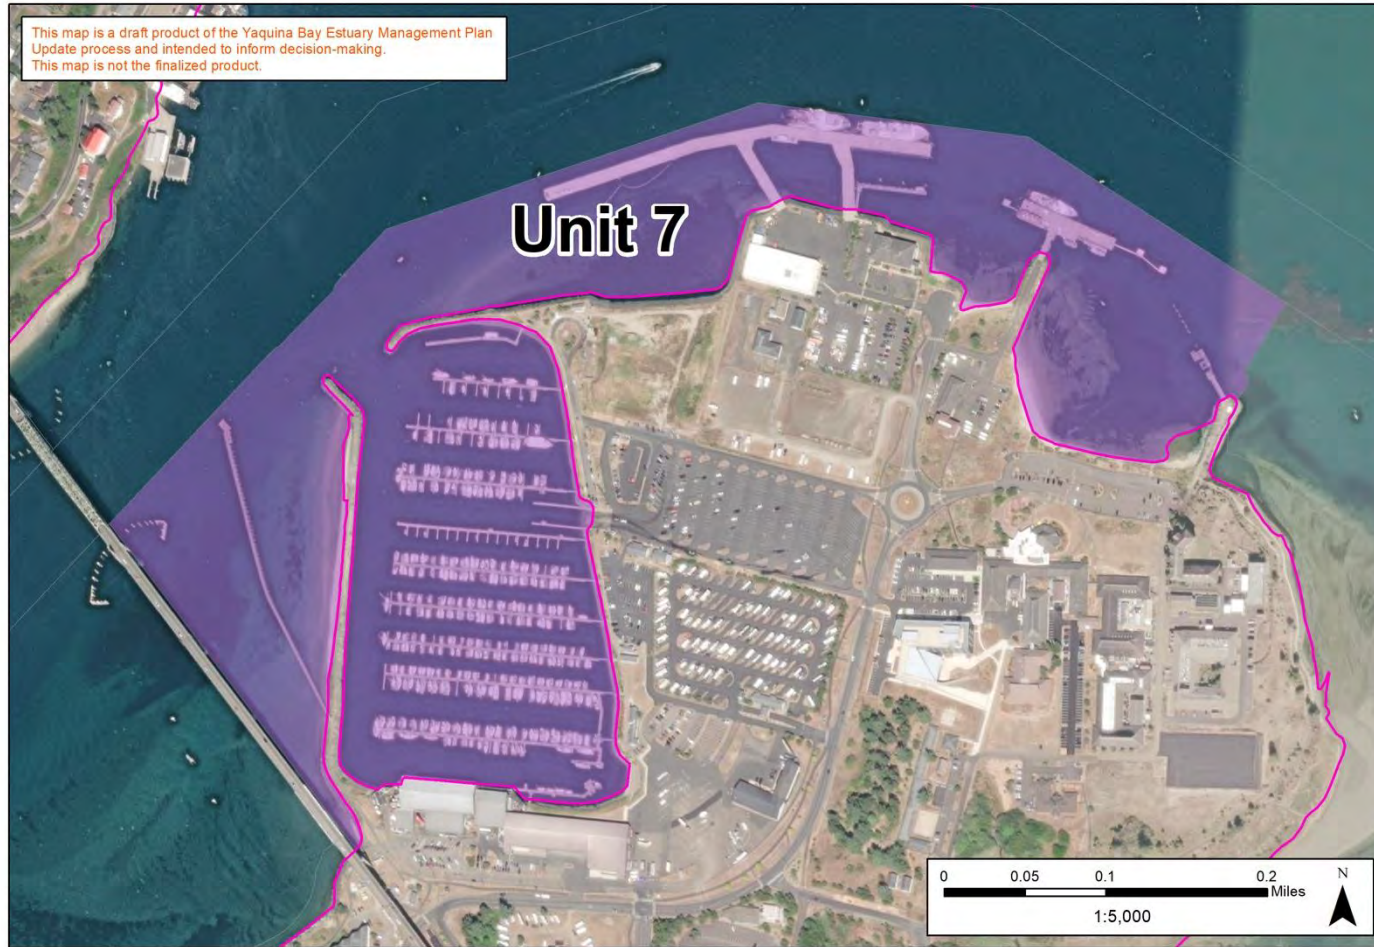 This map is a draft product of the Yaquina Bay Estuary Management Plan
Update process and intended to inform decision-making.
This map is not the finalized product.
Unit 7
0 0.05 0.1 0.2
Miles
1:5,000
N